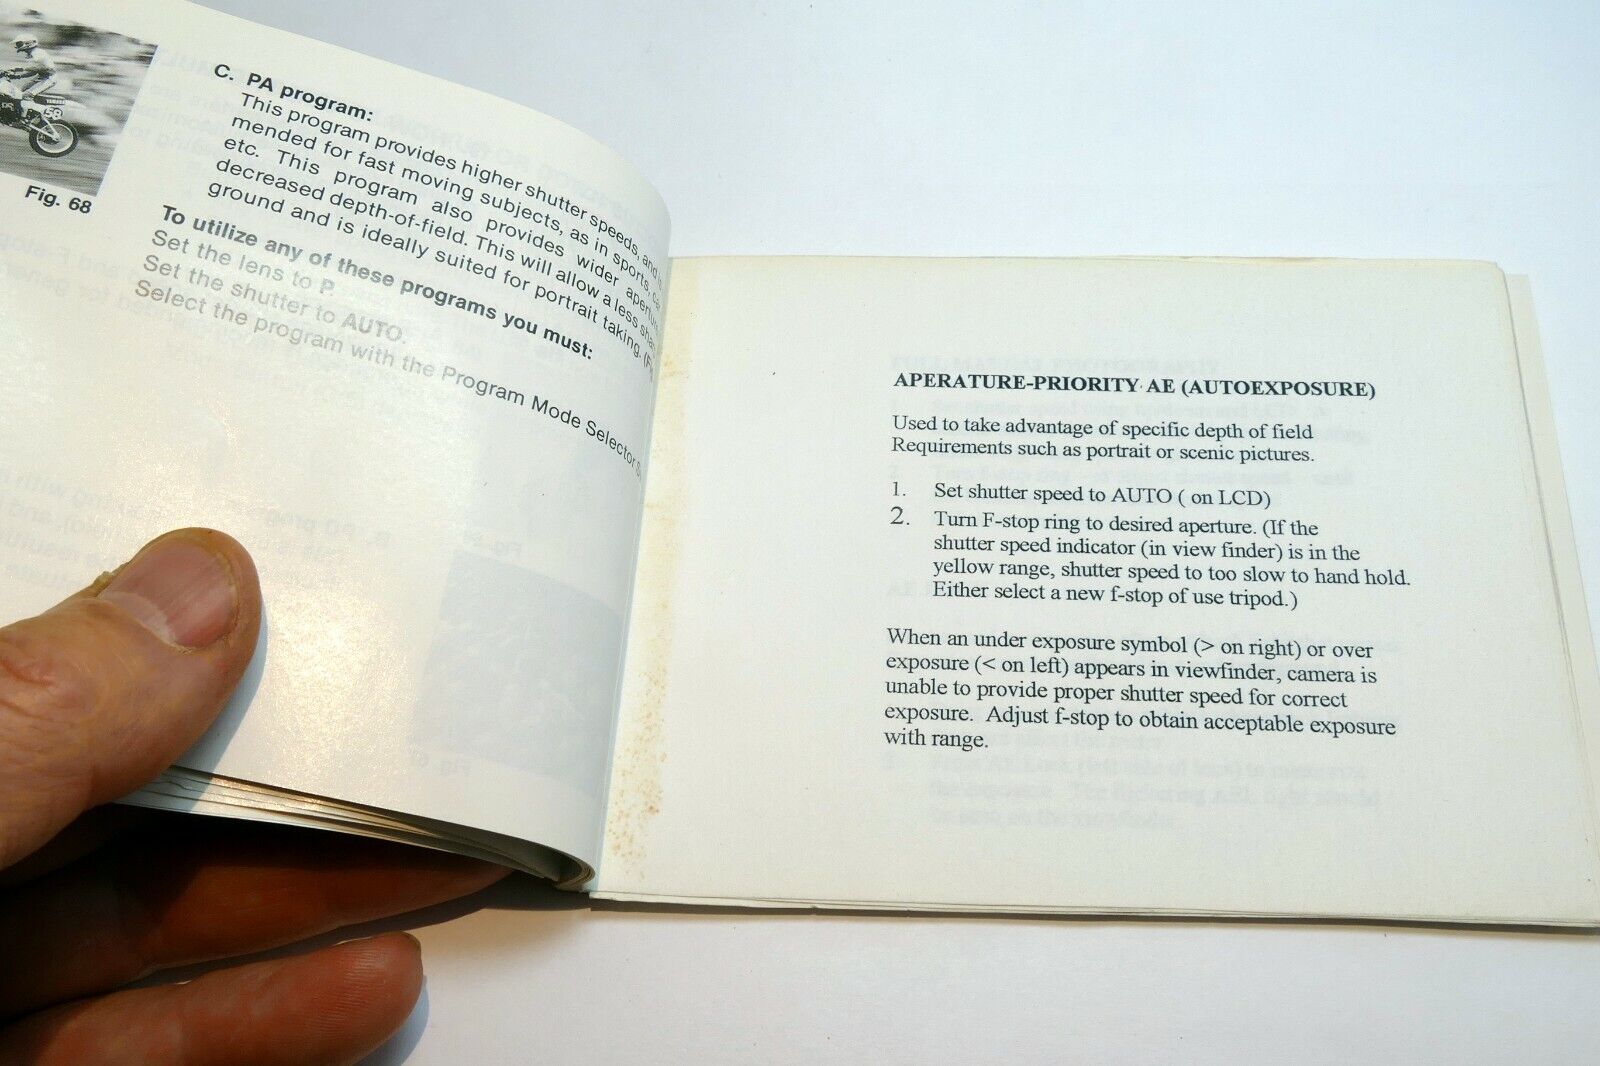 Fig. 68
C. PA program:
This program provides higher shutter speeds, and is
mended for fast moving subjects, as in sports,
etc. This program also provides wider
decreased depth-of-field. This will allow a less
ground and is ideally suited for portrait taking.
To utilize any of these programs you must:
Set the lens to P.
Set the shutter to AUTO.
Select the program with the Program Mode Selector
APERATURE-PRIORITY AE (AUTOEXPOSURE)
Used to take advantage of specific depth of field
Requirements such as portrait or scenic pictures.
1. Set shutter speed to AUTO ( on LCD)
2. Turn F-stop ring to desired aperture. (If the
shutter speed indicator (in view finder) is in the
yellow range, shutter speed to too slow to hand hold.
Either select a new f-stop of use tripod.)
When an under exposure symbol (> on right) or over
exposure (< on left) appears in viewfinder, camera is
unable to provide proper shutter speed for correct
exposure. Adjust f-stop to obtain acceptable exposure
with range.